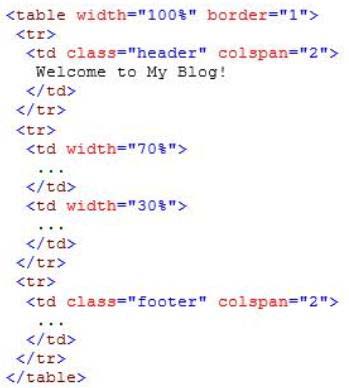 <table width="100%" border="1">
<tr>
<td class="header" colspan="2">
Welcome to My Blog!
</td>
</tr>
<tr>
<td width="70%">
...
</td>
<td width="30%">
...
</td>
</tr>
<tr>
<td class="footer" colspan="2">
...
</td>
</tr>
</table>